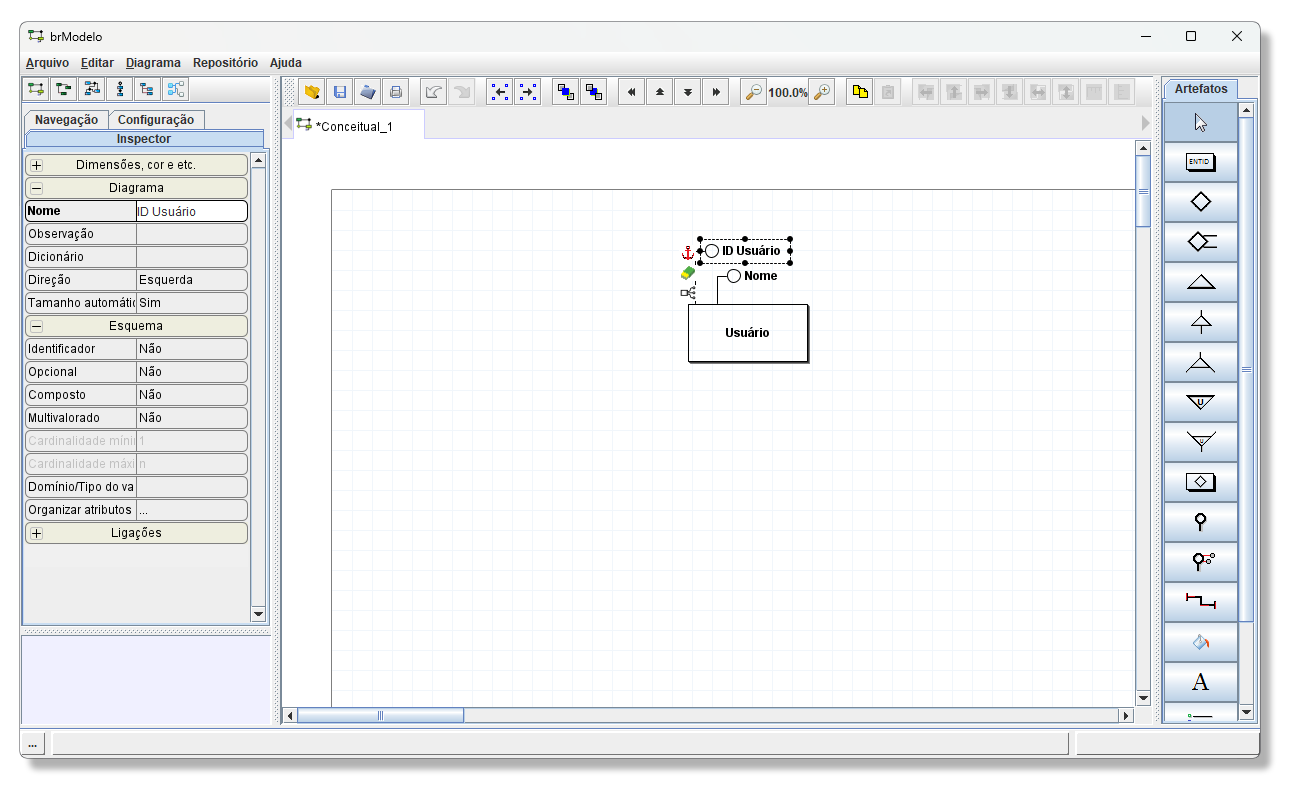 brModelo
Arquivo Editar Diagrama Repositório Ajuda
100.0%
Artefatos
Navegação Configuração
Inspector
*Conceitual_1
Dimensões, cor e etc.
Diagrama
Nome ID Usuário
Observação
Dicionário
Direção Esquerda
Tamanho automátic Sim
Esquema
Identificador Não
Opcional Não
Composto Não
Multivalorado Não
Cardinalidade míni 1
Cardinalidade máxi n
Domínio/Tipo do va
Organizar atributos ...
Ligações
ID Usuário
Nome
Usuário
ENTID
U
U
A
...